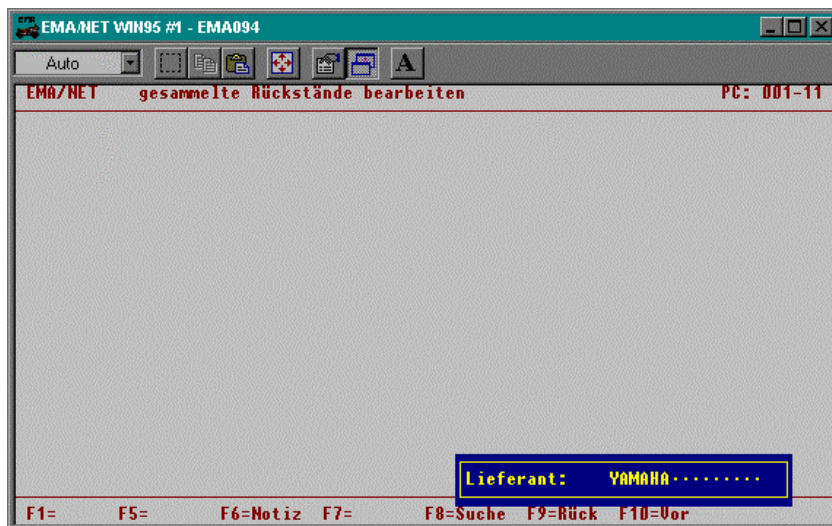 EMA/NET WIN95 #1 - EMA094
Auto
A
EMA/NET gesammelte Rückstände bearbeiten PC: 001-11
Lieferant: YAMAHA·········
F1= F5= F6=Notiz F7= F8=Suche F9=Rück F10=Vor